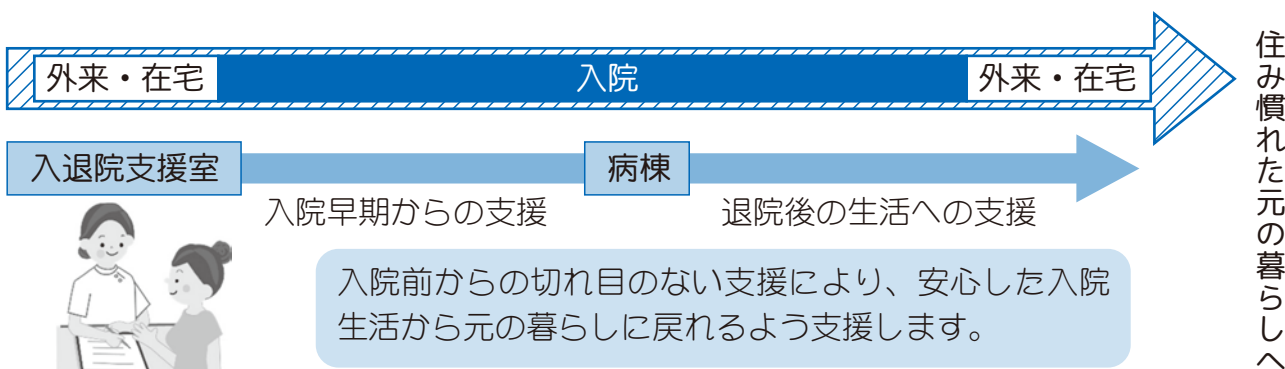 外来・在宅
入院
外来・在宅
住み慣れた元の暮らしへ
入退院支援室
病棟
入院早期からの支援
退院後の生活への支援
入院前からの切れ目のない支援により、安心した入院
生活から元の暮らしに戻れるよう支援します。